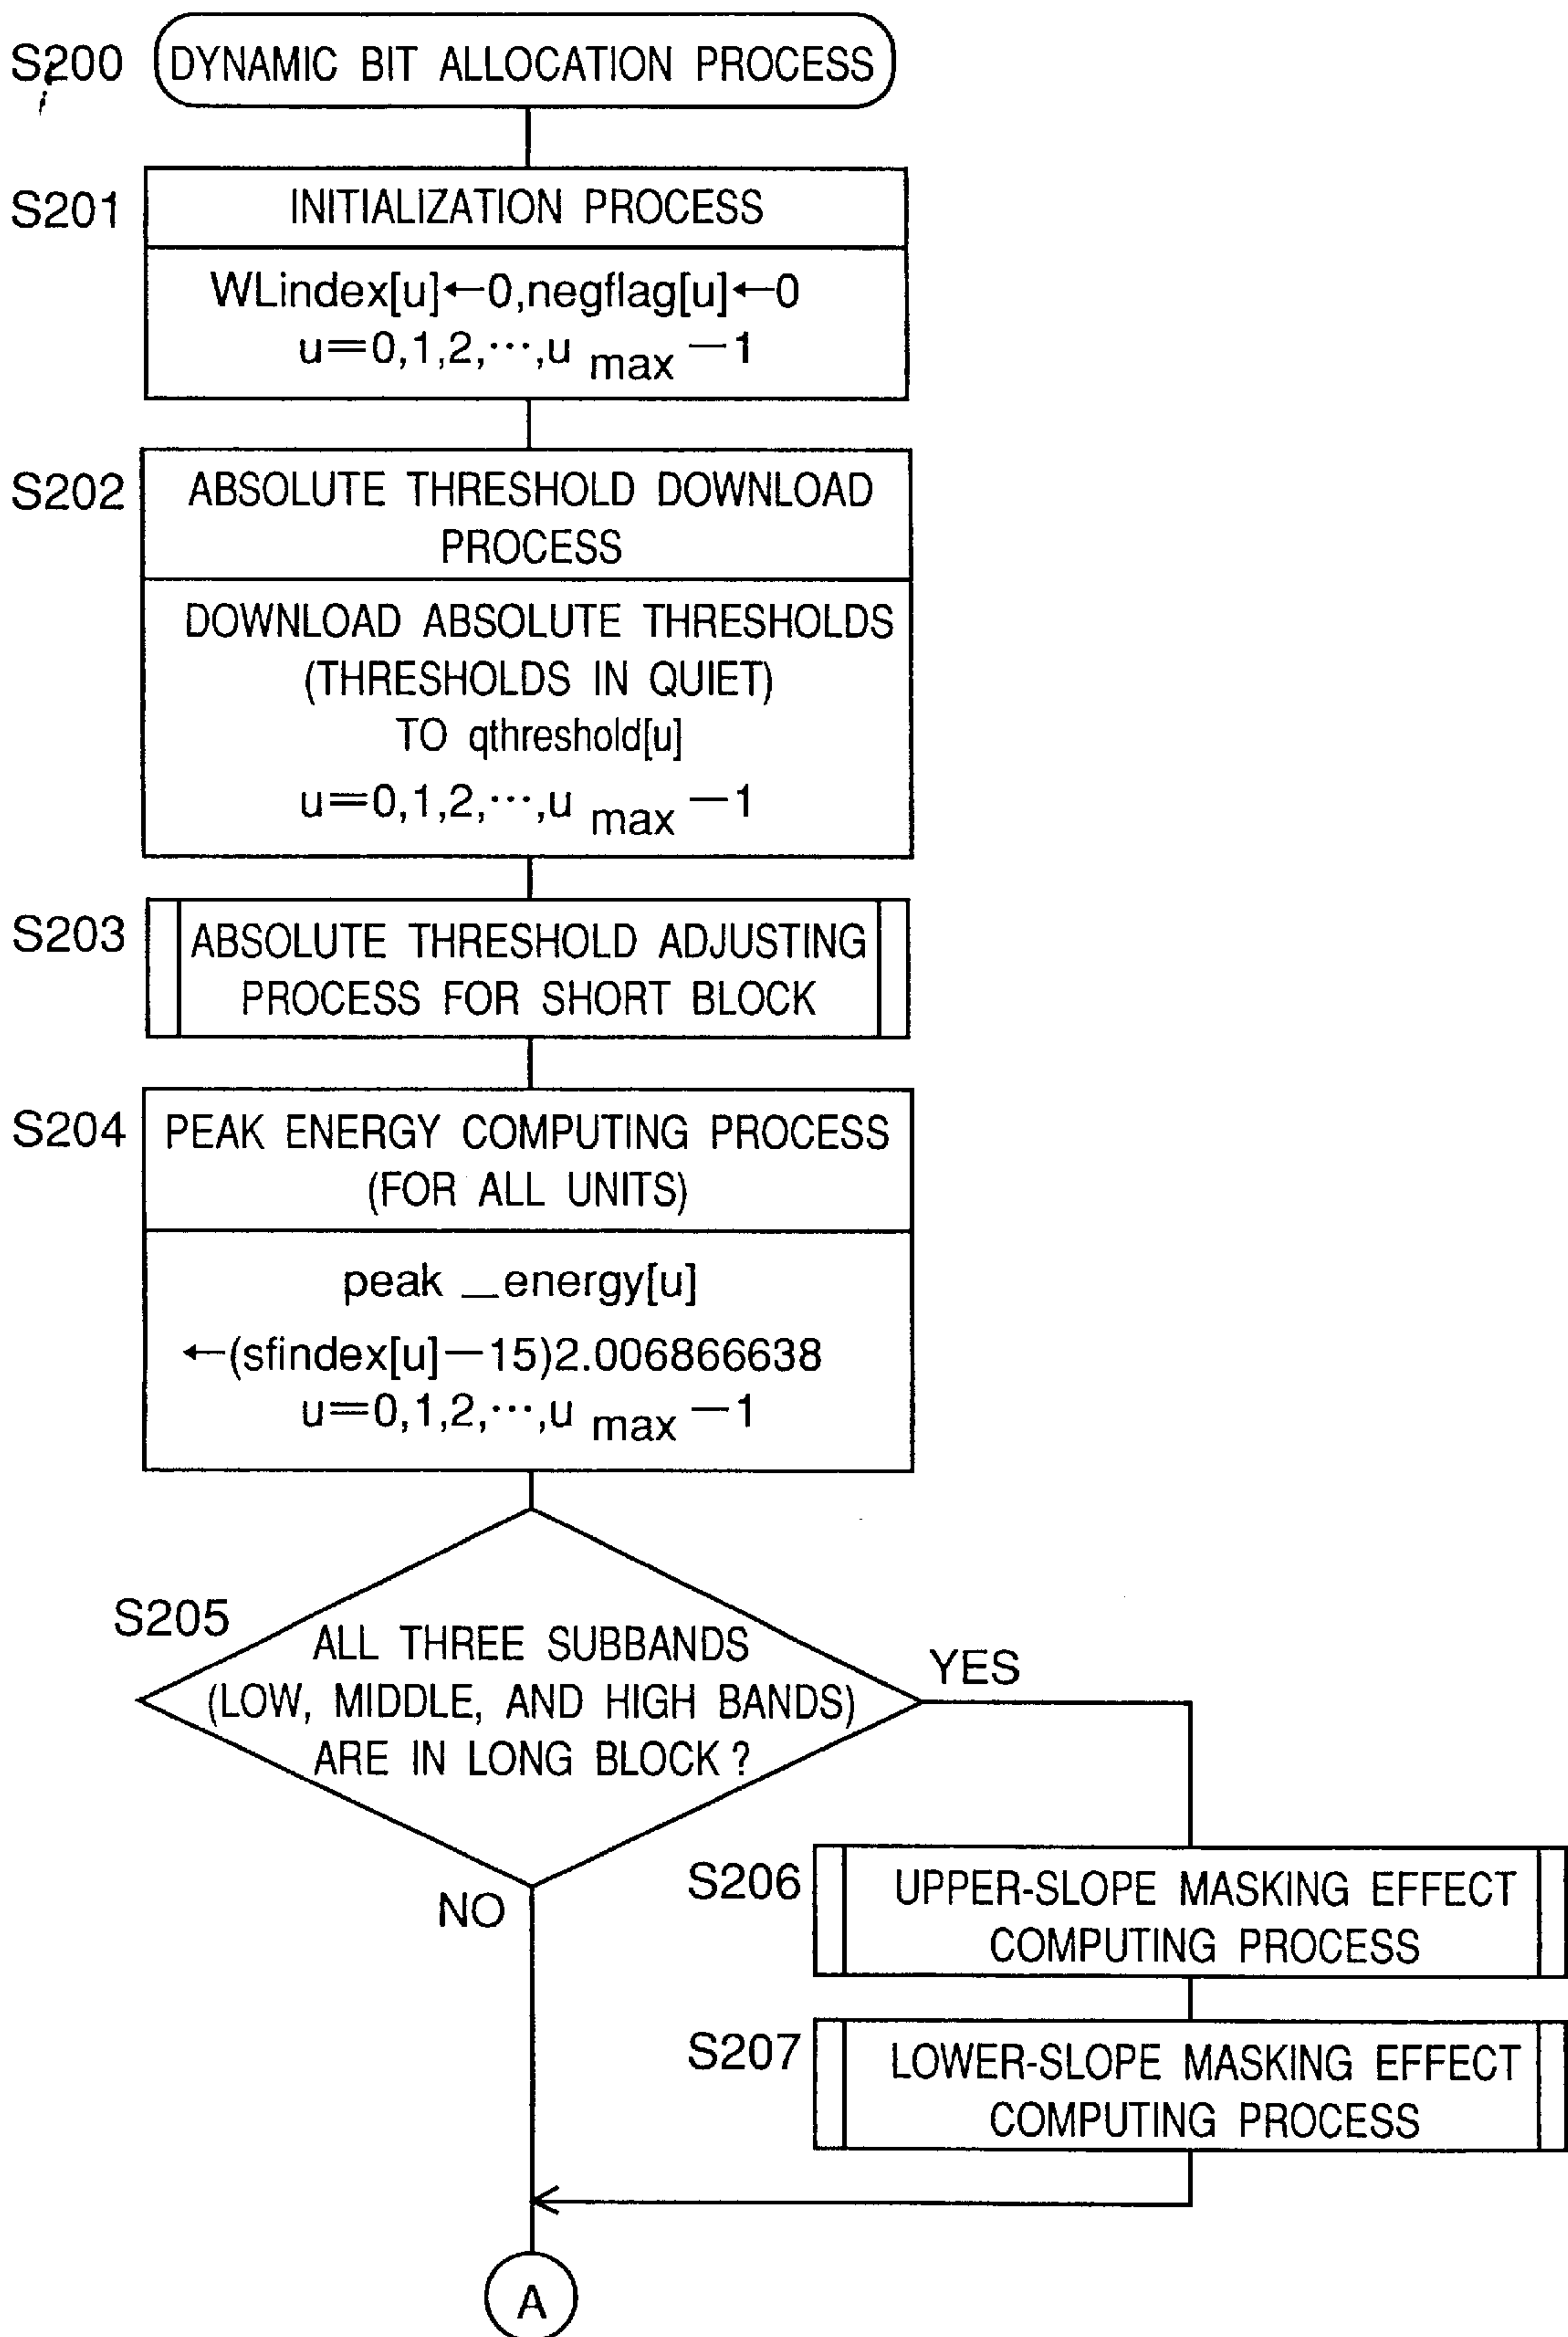 S200
DYNAMIC BIT ALLOCATION PROCESS
S201
INITIALIZATION PROCESS
WLindex[u]←0,negflag[u]←0
u=0,1,2,⋯,u max −1
S202
ABSOLUTE THRESHOLD DOWNLOAD
PROCESS
DOWNLOAD ABSOLUTE THRESHOLDS
(THRESHOLDS IN QUIET)
TO qthreshold[u]
u=0,1,2,⋯,u max −1
S203
ABSOLUTE THRESHOLD ADJUSTING
PROCESS FOR SHORT BLOCK
S204
PEAK ENERGY COMPUTING PROCESS
(FOR ALL UNITS)
peak _energy[u]
←(sfindex[u]−15)2.006866638
u=0,1,2,⋯,u max −1
S205
ALL THREE SUBBANDS
(LOW, MIDDLE, AND HIGH BANDS)
ARE IN LONG BLOCK?
YES
NO
S206
UPPER-SLOPE MASKING EFFECT
COMPUTING PROCESS
S207
LOWER-SLOPE MASKING EFFECT
COMPUTING PROCESS
A